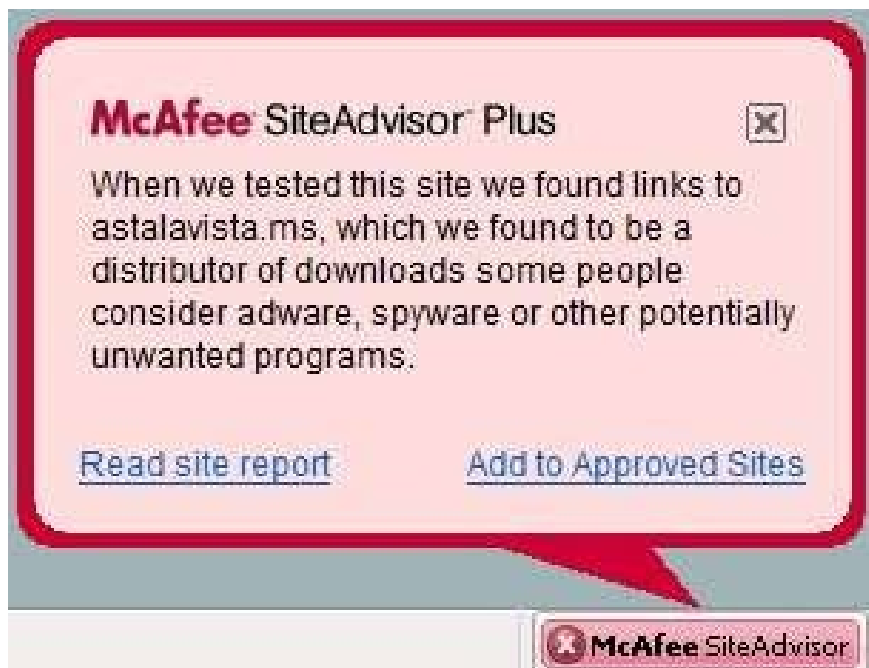 McAfee SiteAdvisor™ Plus
When we tested this site we found links to
astalavista.ms, which we found to be a
distributor of downloads some people
consider adware, spyware or other potentially
unwanted programs.
Read site report Add to Approved Sites
McAfee SiteAdvisor